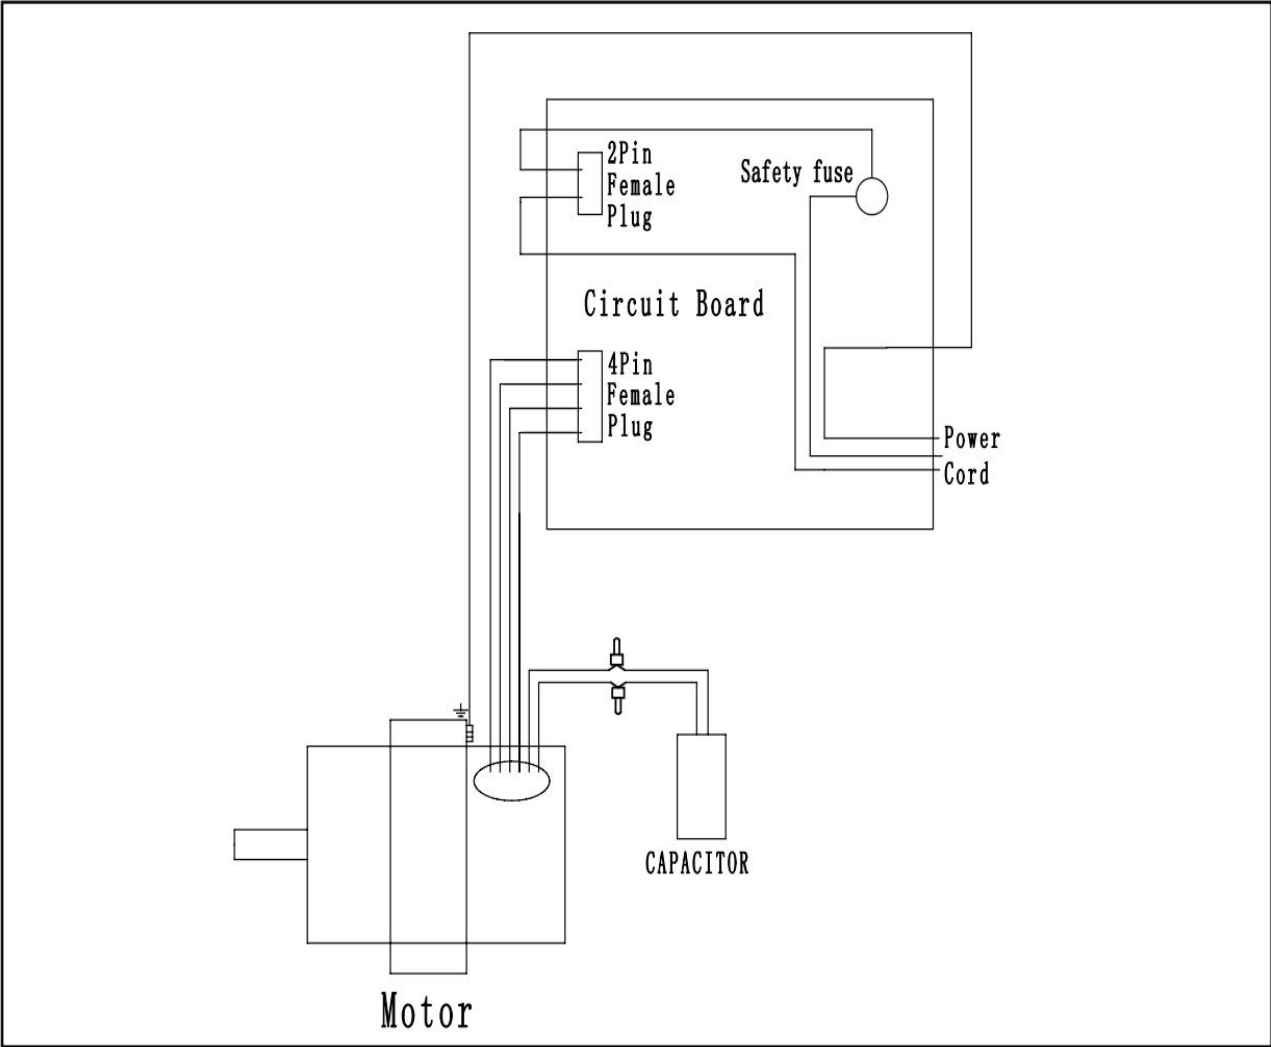 2Pin
Female
Plug
Safety fuse
Circuit Board
4Pin
Female
Plug
Power
Cord
CAPACITOR
Motor